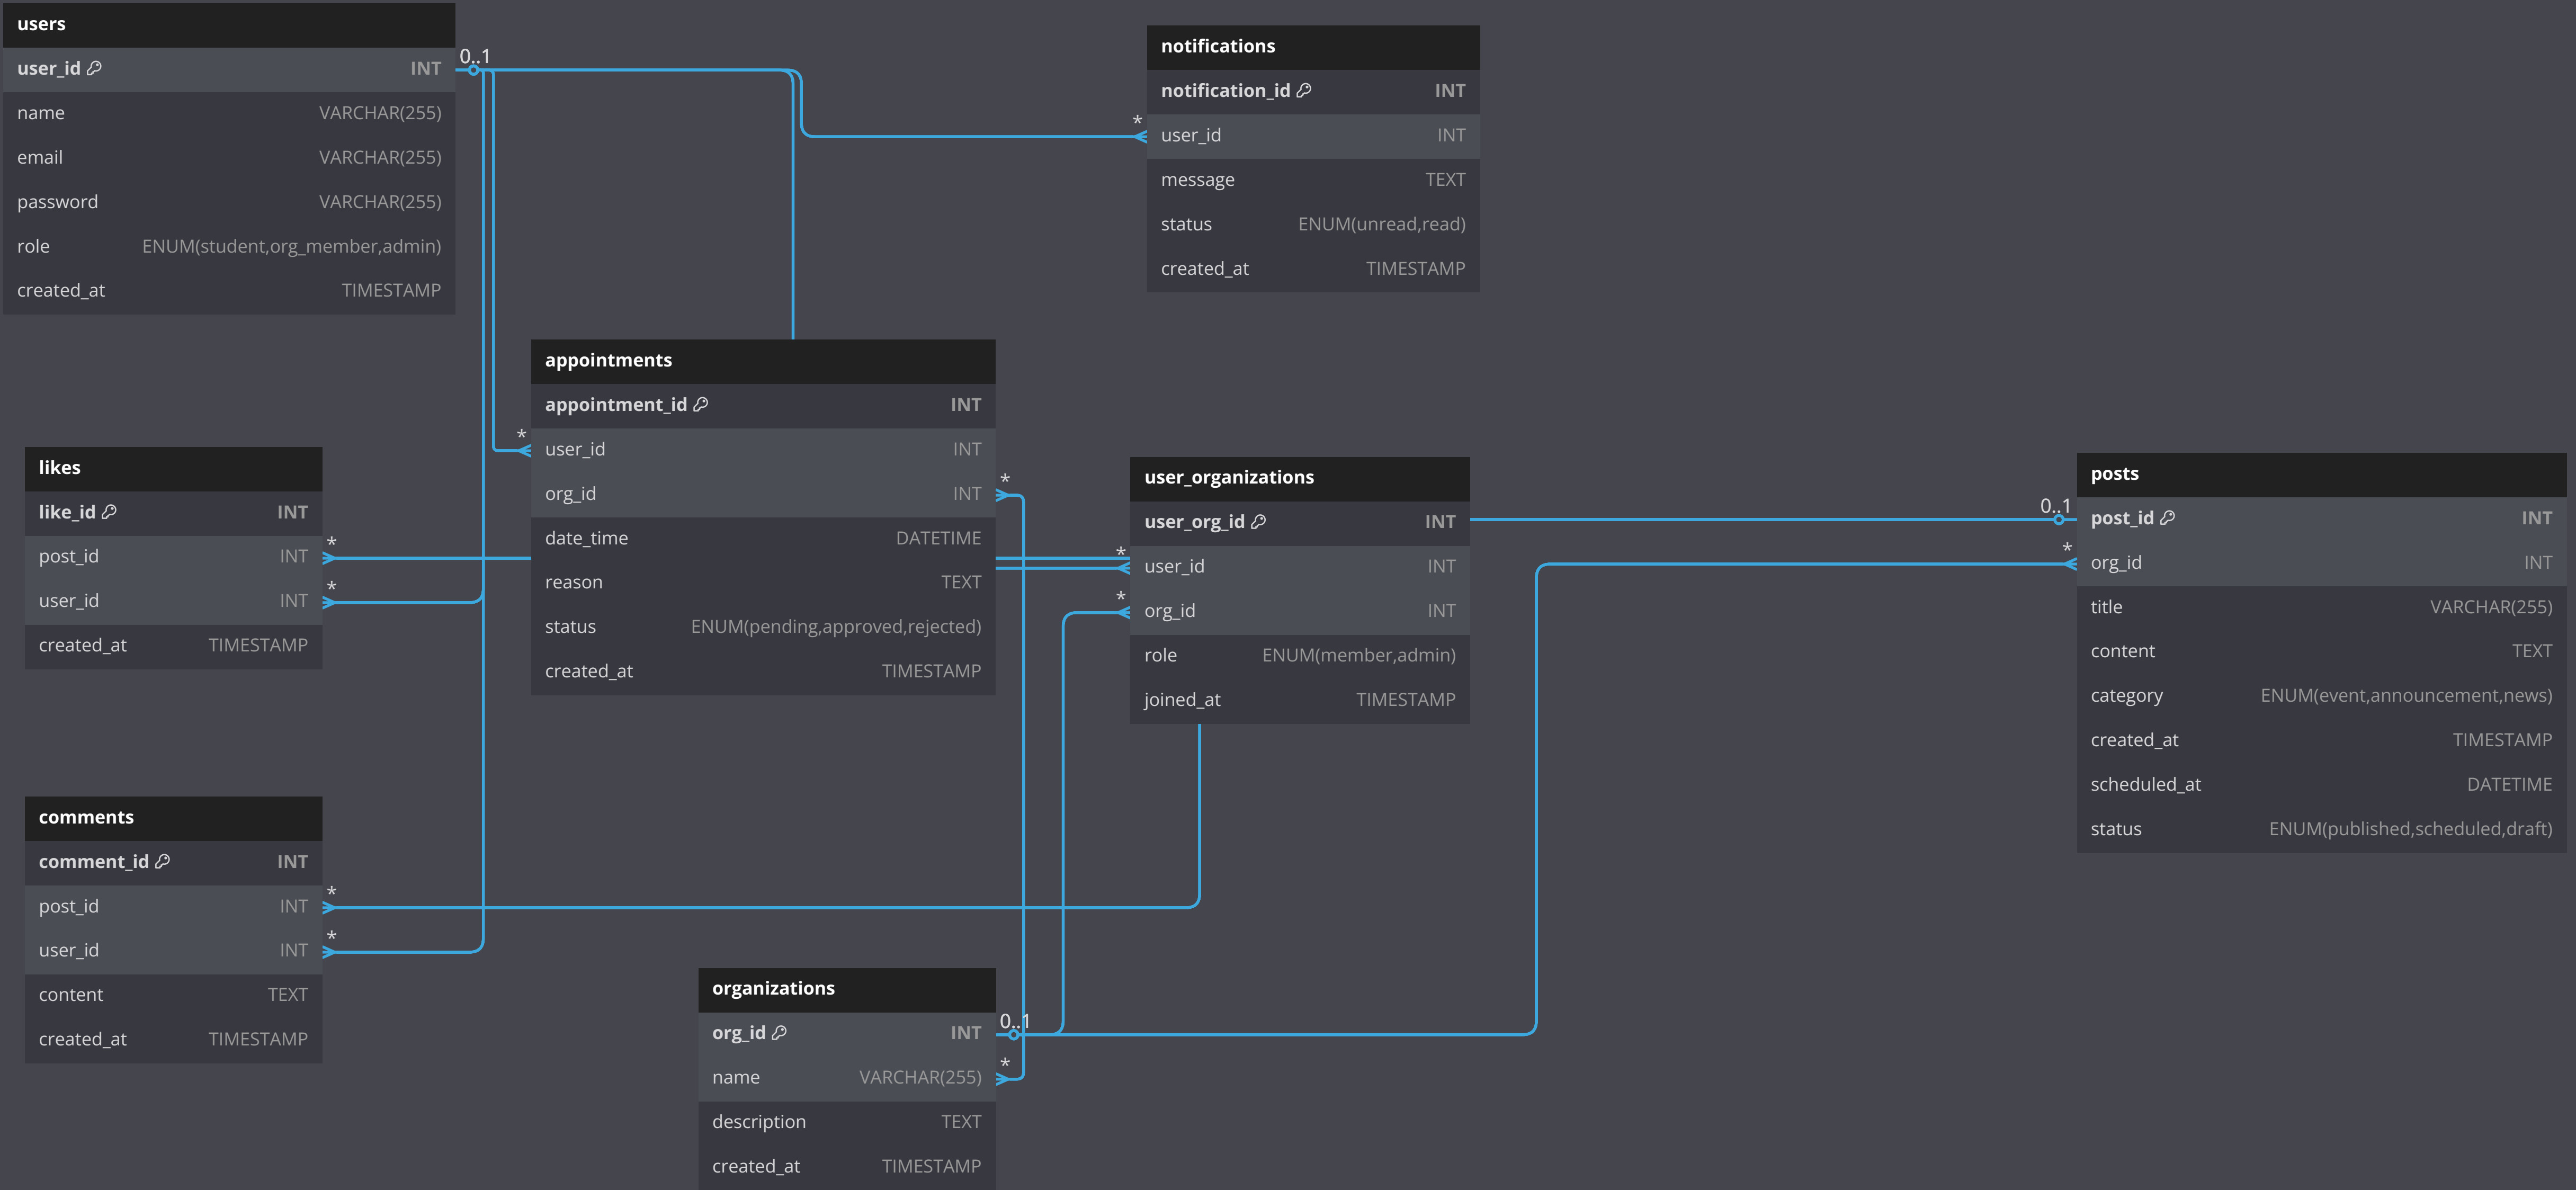 users
user_id INT
name VARCHAR(255)
email VARCHAR(255)
password VARCHAR(255)
role ENUM(student,org_member,admin)
created_at TIMESTAMP
0..1
notifications
notification_id INT
* user_id INT
message TEXT
status ENUM(unread,read)
created_at TIMESTAMP
appointments
appointment_id INT
* user_id INT
org_id INT *
date_time DATETIME
reason TEXT
status ENUM(pending,approved,rejected)
created_at TIMESTAMP
likes
like_id INT
post_id INT *
user_id INT *
created_at TIMESTAMP
user_organizations
user_org_id INT
* user_id INT
* org_id INT
role ENUM(member,admin)
joined_at TIMESTAMP
posts
0..1 post_id INT
* org_id INT
title VARCHAR(255)
content TEXT
category ENUM(event,announcement,news)
created_at TIMESTAMP
scheduled_at DATETIME
status ENUM(published,scheduled,draft)
comments
comment_id INT
post_id INT *
user_id INT *
content TEXT
created_at TIMESTAMP
organizations
org_id INT 0..1
name VARCHAR(255) *
description TEXT
created_at TIMESTAMP